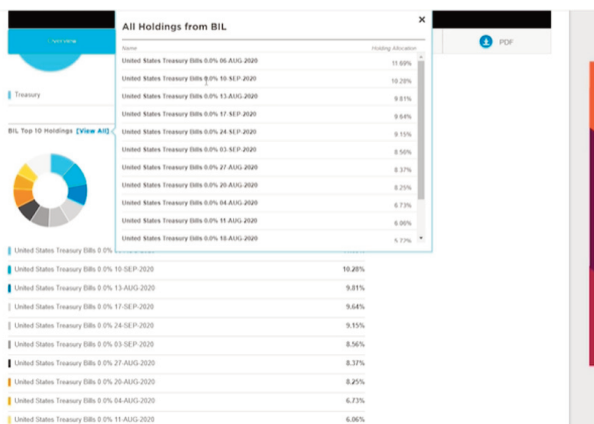 All Holdings from BIL
×
Overview
PDF
Name Holding Allocation
United States Treasury Bills 0.0% 06-AUG-2020 11.69%
United States Treasury Bills 0.0% 10-SEP-2020 10.28%
United States Treasury Bills 0.0% 13-AUG-2020 9.81%
United States Treasury Bills 0.0% 17-SEP-2020 9.64%
United States Treasury Bills 0.0% 24-SEP-2020 9.15%
United States Treasury Bills 0.0% 03-SEP-2020 8.56%
United States Treasury Bills 0.0% 27-AUG-2020 8.37%
United States Treasury Bills 0.0% 20-AUG-2020 8.25%
United States Treasury Bills 0.0% 04-AUG-2020 6.73%
United States Treasury Bills 0.0% 11-AUG-2020 6.06%
United States Treasury Bills 0.0% 18-AUG-2020 5.77%
Treasury
BIL Top 10 Holdings [View All]
United States Treasury Bills 0.0%
United States Treasury Bills 0.0% 10-SEP-2020 10.28%
United States Treasury Bills 0.0% 13-AUG-2020 9.81%
United States Treasury Bills 0.0% 17-SEP-2020 9.64%
United States Treasury Bills 0.0% 24-SEP-2020 9.15%
United States Treasury Bills 0.0% 03-SEP-2020 8.56%
United States Treasury Bills 0.0% 27-AUG-2020 8.37%
United States Treasury Bills 0.0% 20-AUG-2020 8.25%
United States Treasury Bills 0.0% 04-AUG-2020 6.73%
United States Treasury Bills 0.0% 11-AUG-2020 6.06%